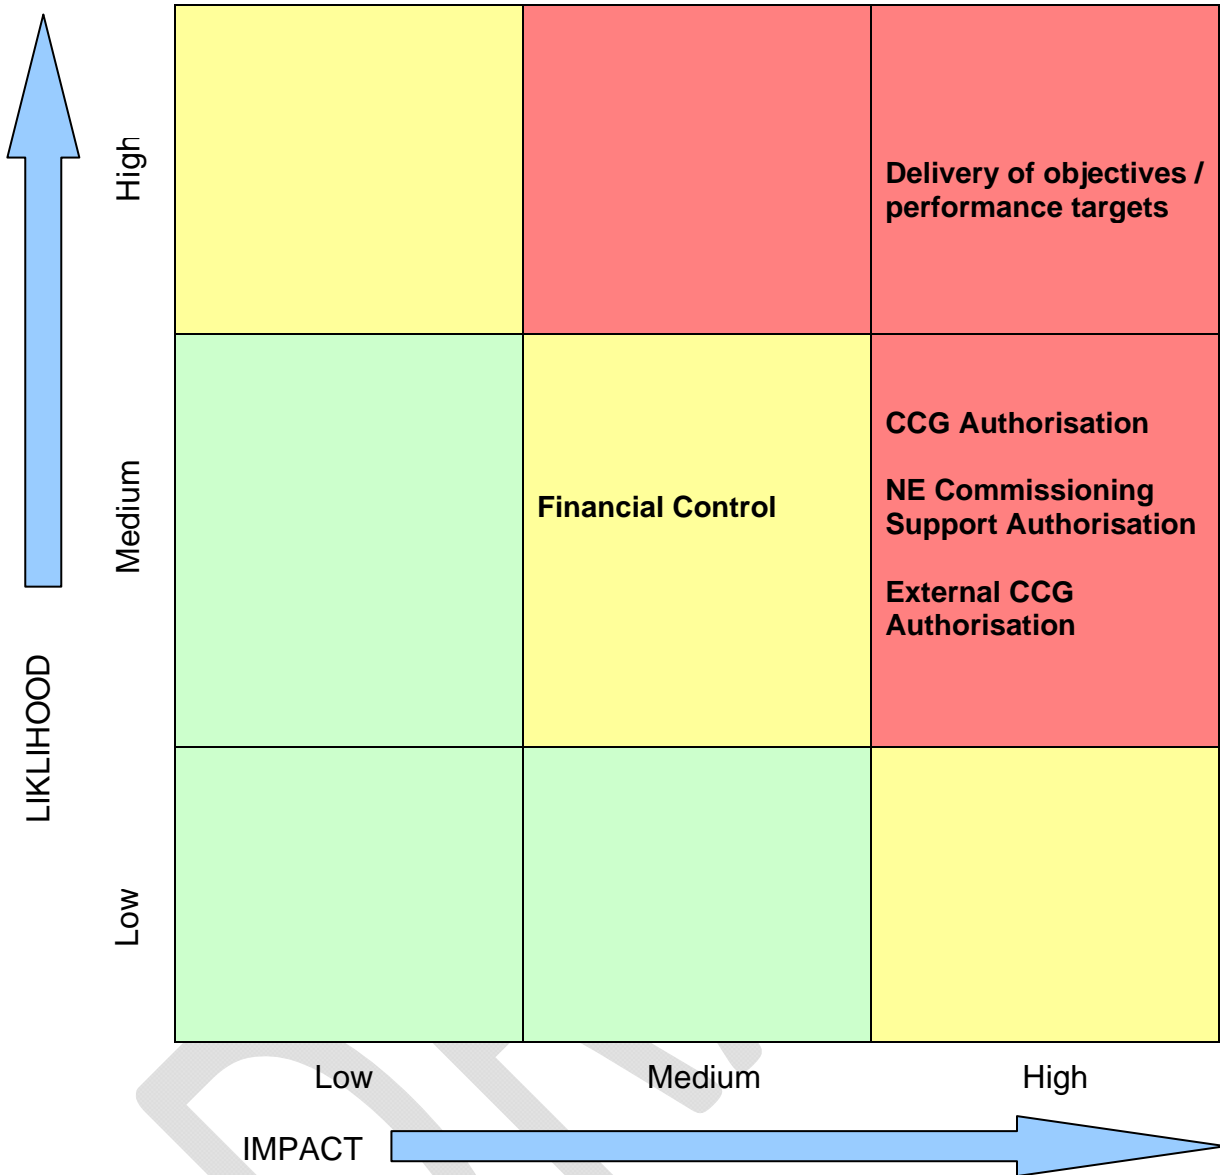 High
Delivery of objectives /
performance targets
Medium
Financial Control
CCG Authorisation
NE Commissioning
Support Authorisation
External CCG
Authorisation
LIKLIHOOD
Low
Low
Medium
High
IMPACT